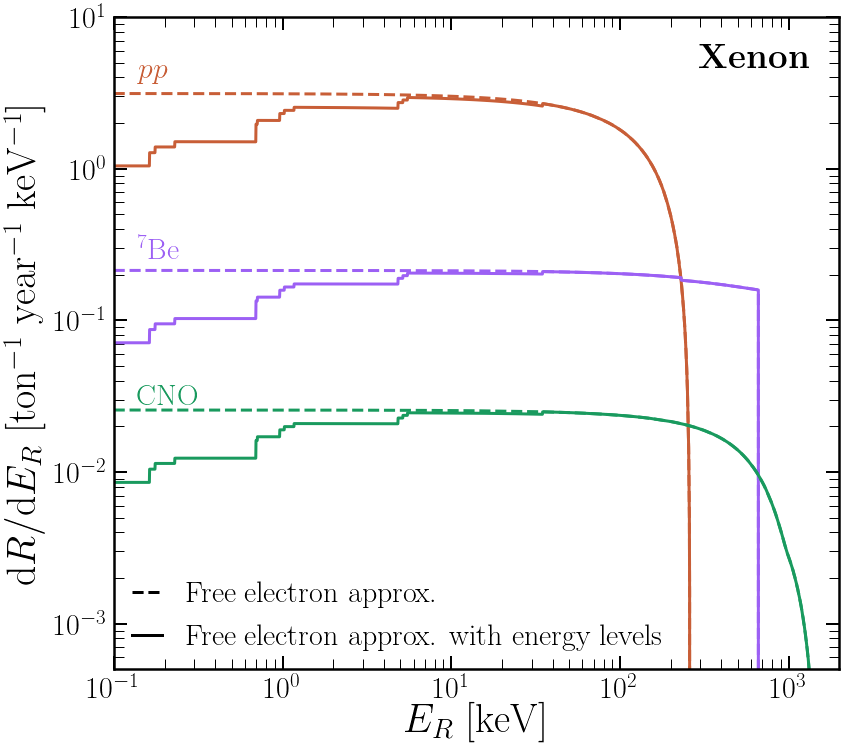 Xenon
pp
⁷Be
CNO
Free electron approx.
Free electron approx. with energy levels
10¹
10⁰
10⁻¹
10⁻²
10⁻³
dR/dE_R [ton⁻¹ year⁻¹ keV⁻¹]
10⁻¹ 10⁰ 10¹ 10² 10³
E_R [keV]